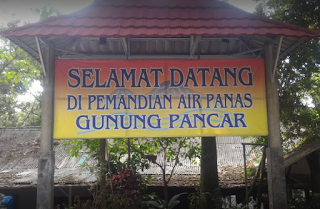 SELAMAT DATANG
DI PEMANDIAN AIR PANAS
GUNUNG PANCAR